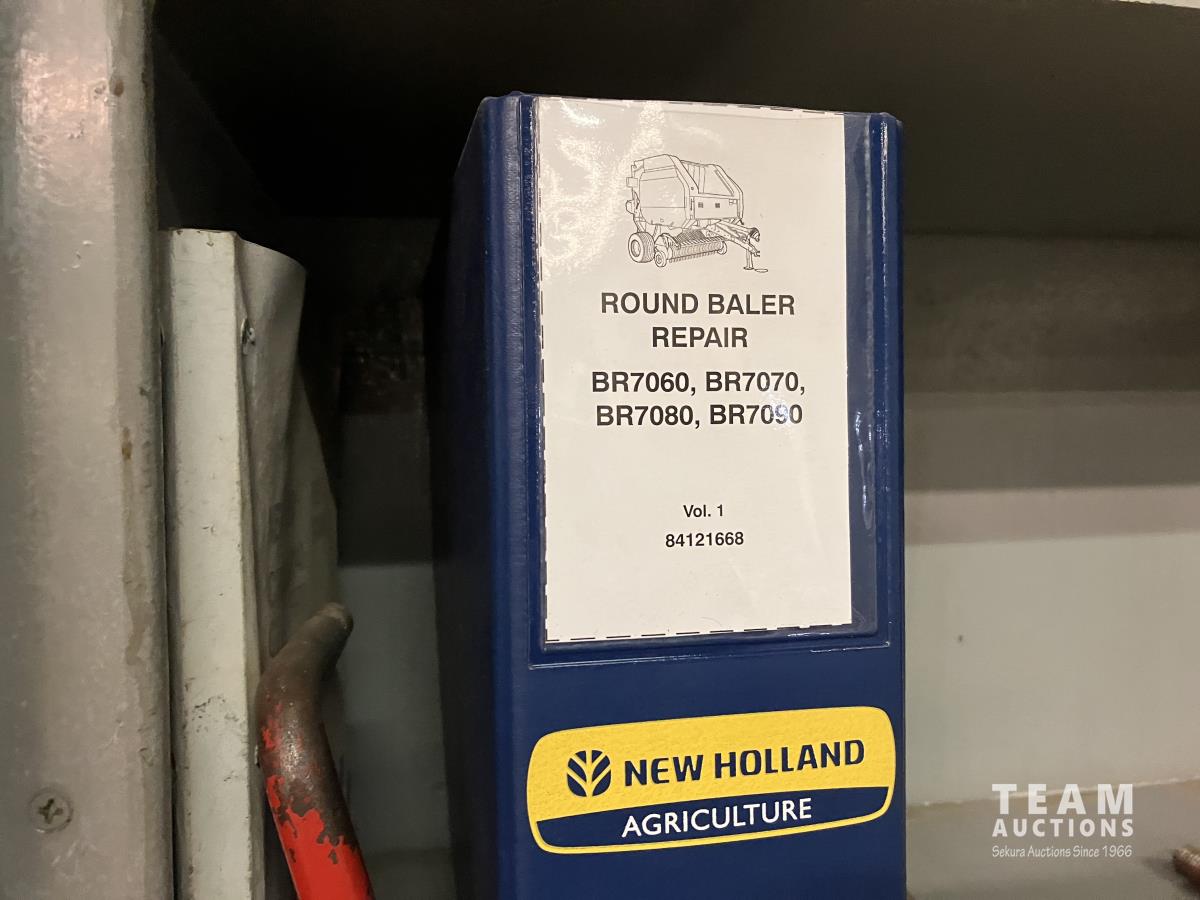 ROUND BALER
REPAIR
BR7060, BR7070,
BR7080, BR7090
Vol. 1
84121668
NEW HOLLAND
AGRICULTURE
TEAM
AUCTIONS
Sekura Auctions Since 1966